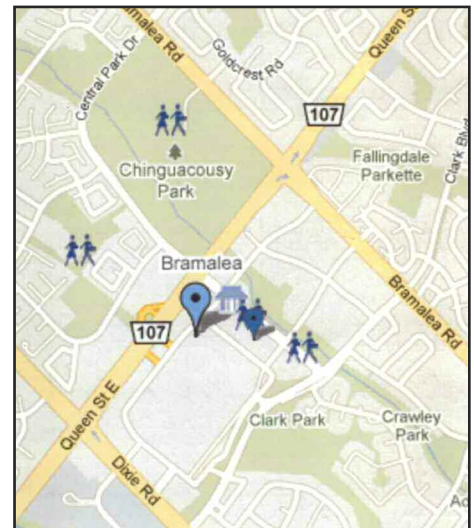 Bramalea Rd
Queen St
Goldcrest Rd
Central Park Dr
107
Clark Blvd
Fallingdale
Parkette
Chinguacousy
Park
Bramalea
Bramalea Rd
107
Queen St E
Clark Park
Crawley
Park
Dixie Rd